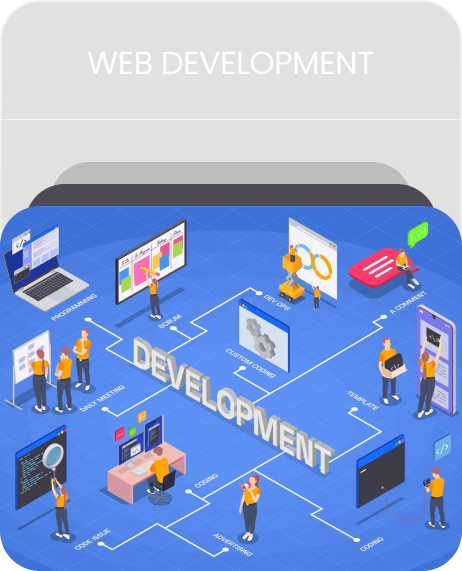 WEB DEVELOPMENT
PROGRAMMING
SCRUM
DEV OPS
A COMMENT
CUSTOM CODING
DEVELOPMENT
DAILY MEETING
TEMPLATE
CODING
CODE ISSUE
ADVERTISING
CODING